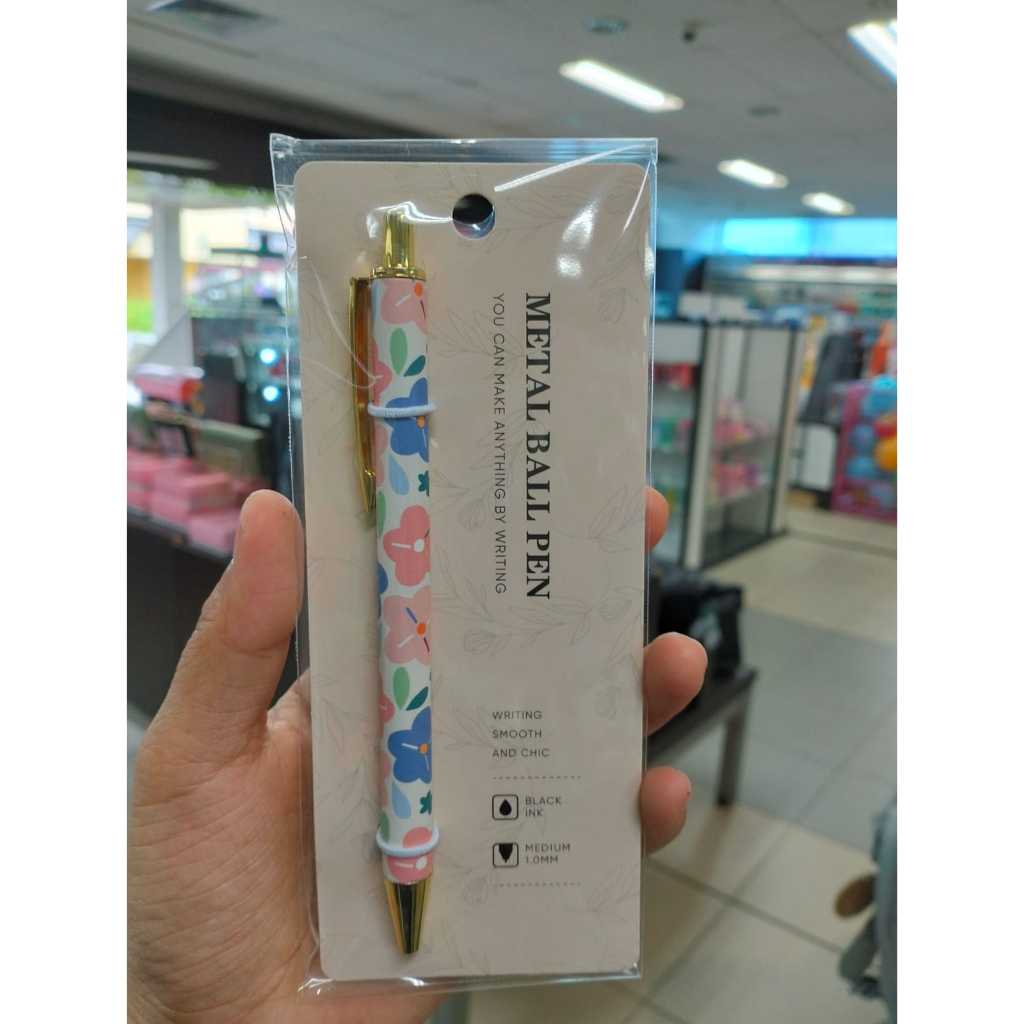 METAL BALL PEN
YOU CAN MAKE ANYTHING BY WRITING
WRITING
SMOOTH
AND CHIC
BLACK
INK
MEDIUM
1.0MM